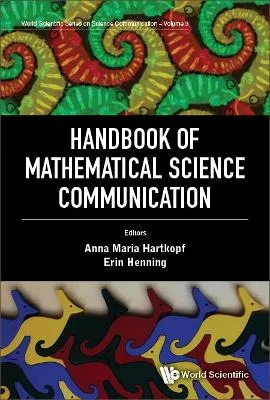 World Scientific Series on Science Communication – Volume 3
HANDBOOK OF
MATHEMATICAL SCIENCE
COMMUNICATION
Editors
Anna Maria Hartkopf
Erin Henning
World Scientific